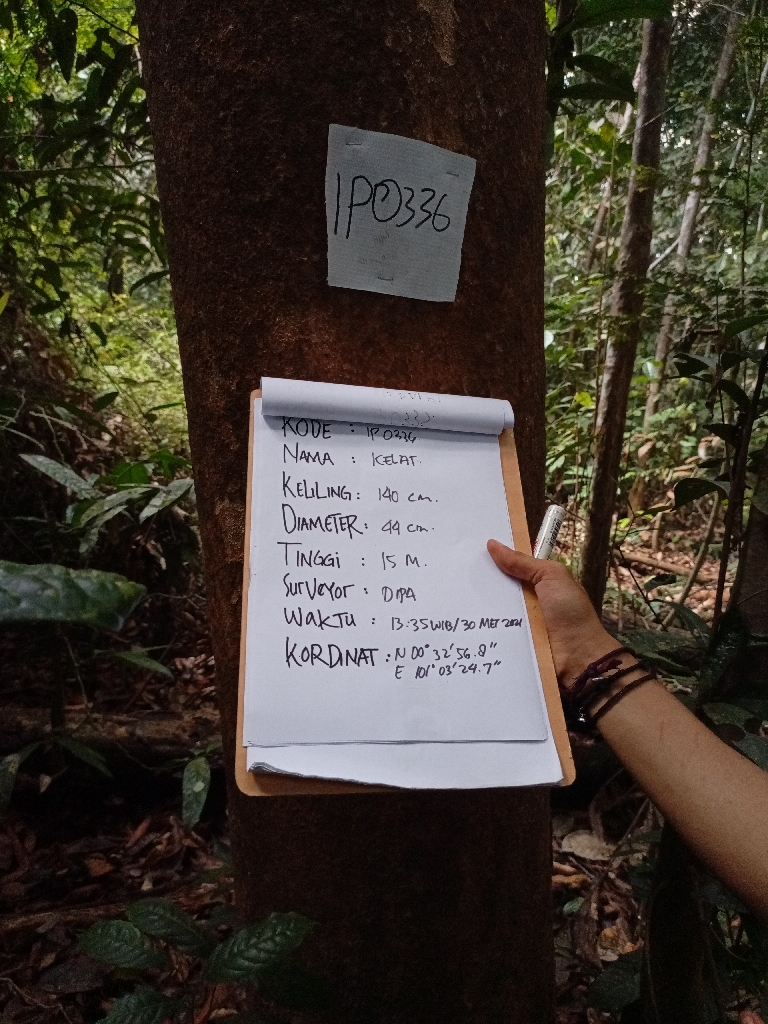 IP0336
KODE : IP0336
NAMA : KELAT.
KELILING : 140 cm.
DIAMETER : 44 cm.
TINGGI : 15 M.
SURVEYOR : DIPA
WAKTU : 13:35 WIB/30 MEI 2021
KORDINAT : N 00° 32' 56.8"
E 101° 03' 24.7"